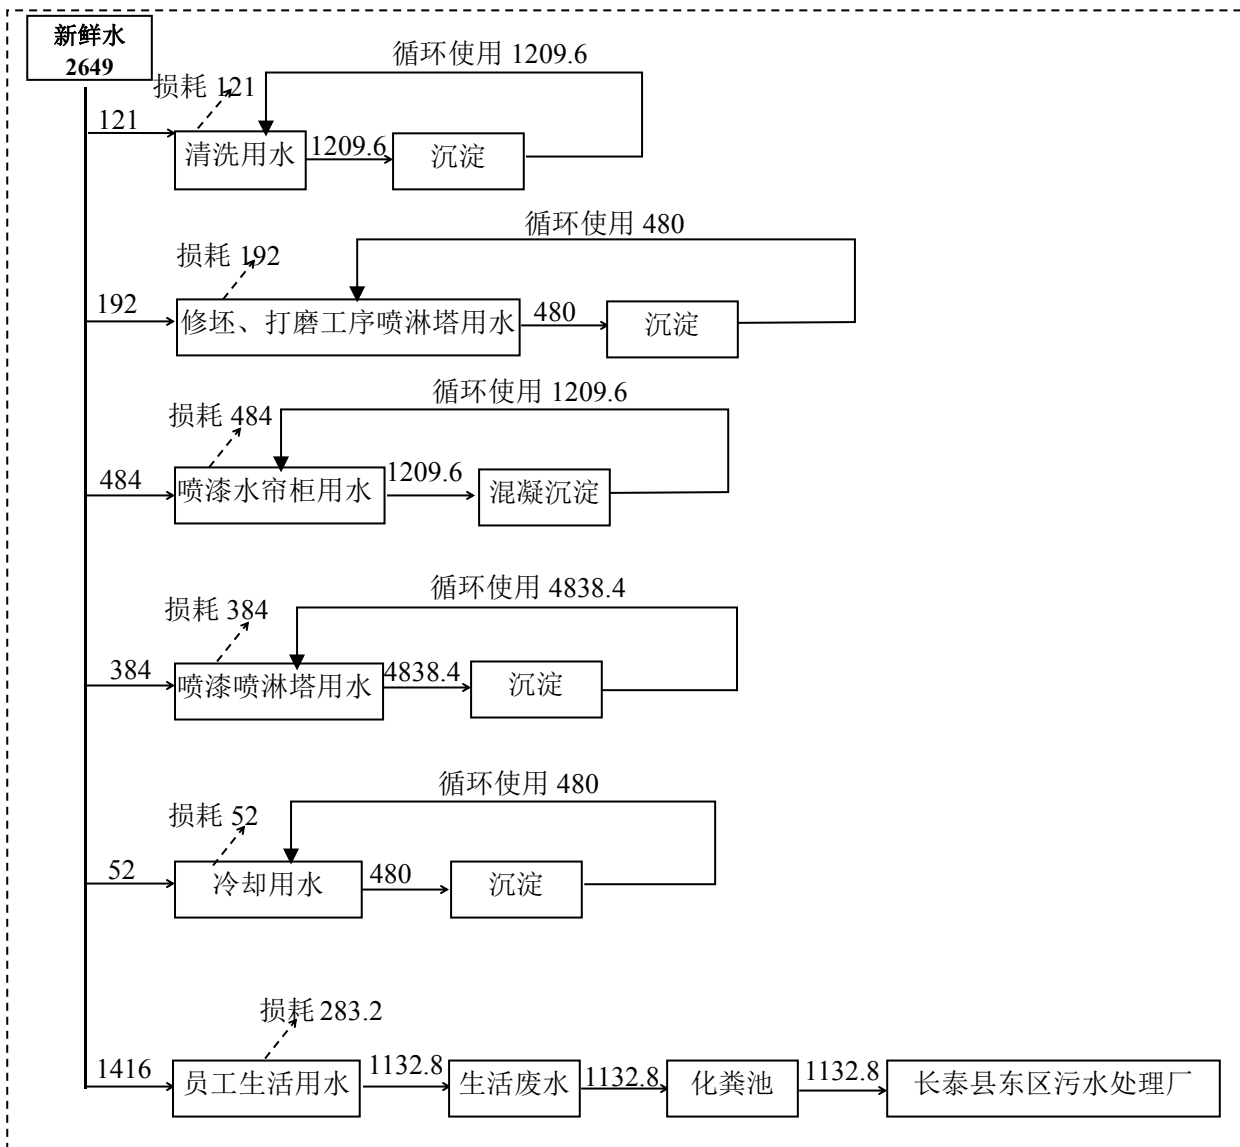 新鲜水
2649
循环使用 1209.6
损耗 121
121
清洗用水
1209.6
沉淀
循环使用 480
损耗 192
192
修坯、打磨工序喷淋塔用水
480
沉淀
循环使用 1209.6
损耗 484
484
喷漆水帘柜用水
1209.6
混凝沉淀
循环使用 4838.4
损耗 384
384
喷漆喷淋塔用水
4838.4
沉淀
循环使用 480
损耗 52
52
冷却用水
480
沉淀
损耗 283.2
1416
员工生活用水
1132.8
生活废水
1132.8
化粪池
1132.8
长泰县东区污水处理厂